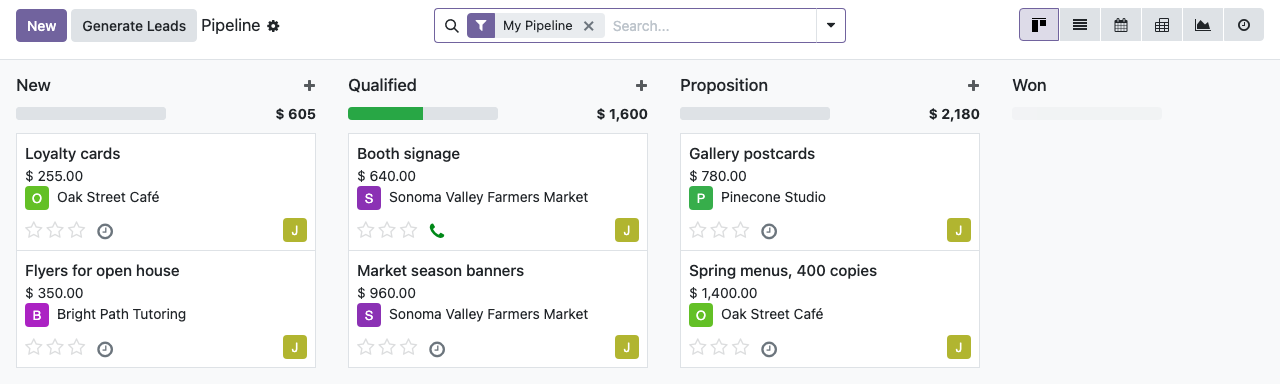 New Generate Leads Pipeline My Pipeline Search...
New
$ 605
Loyalty cards
$ 255.00
O Oak Street Café
J
Flyers for open house
$ 350.00
B Bright Path Tutoring
J
Qualified
$ 1,600
Booth signage
$ 640.00
S Sonoma Valley Farmers Market
J
Market season banners
$ 960.00
S Sonoma Valley Farmers Market
J
Proposition
$ 2,180
Gallery postcards
$ 780.00
P Pinecone Studio
J
Spring menus, 400 copies
$ 1,400.00
O Oak Street Café
J
Won